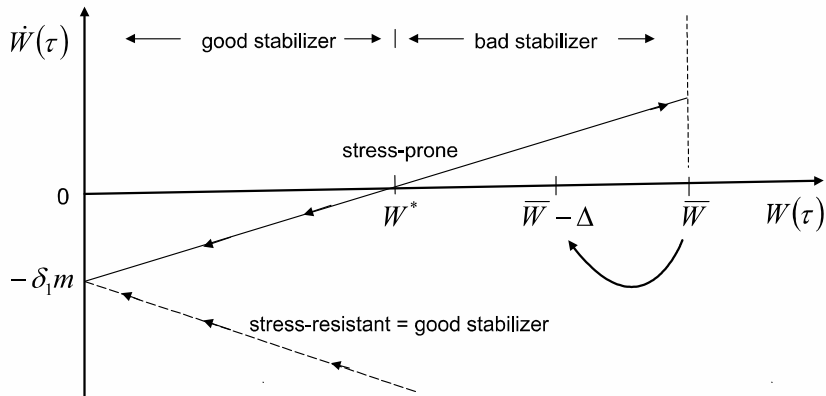 Ẇ(τ)
good stabilizer
bad stabilizer
stress-prone
0
W*
W̅ − Δ
W̅
W(τ)
−δ₁m
stress-resistant = good stabilizer